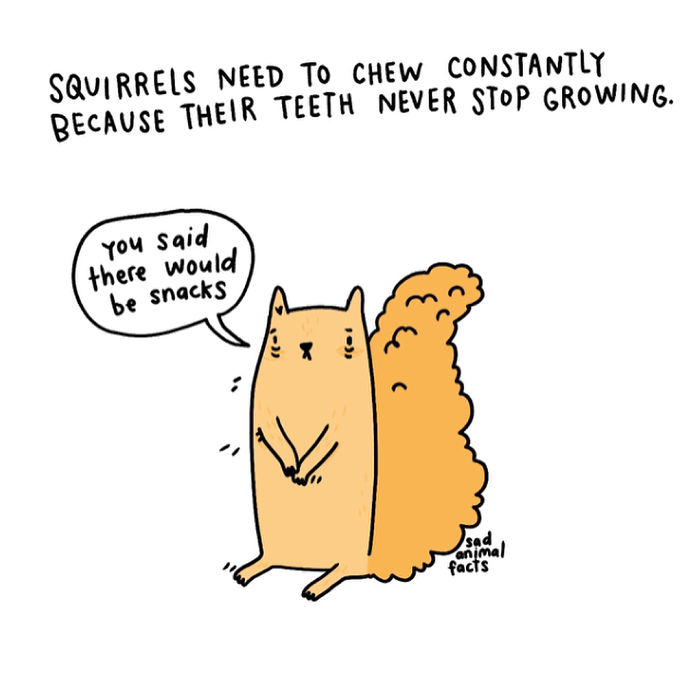 SQUIRRELS NEED TO CHEW CONSTANTLY
BECAUSE THEIR TEETH NEVER STOP GROWING.
you said
there would
be snacks
sad
animal
facts